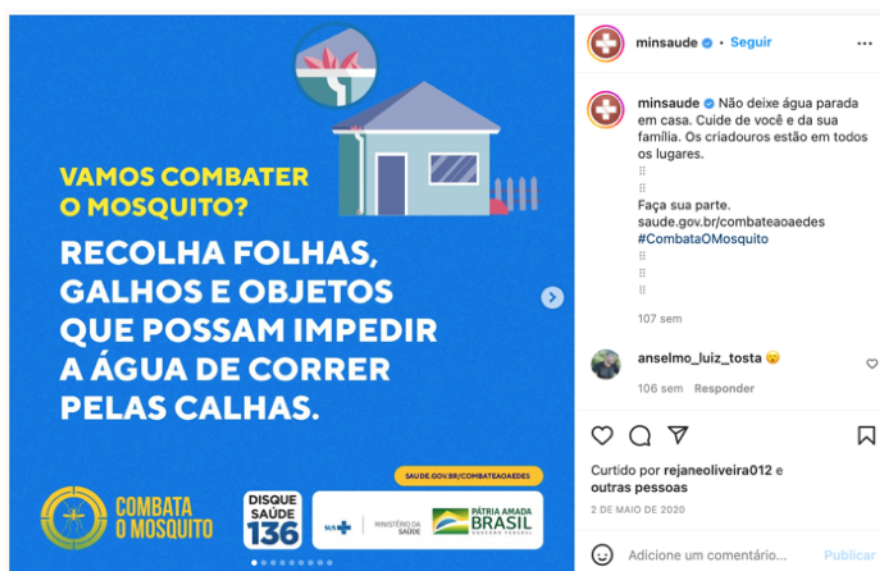 VAMOS COMBATER
O MOSQUITO?
RECOLHA FOLHAS,
GALHOS E OBJETOS
QUE POSSAM IMPEDIR
A ÁGUA DE CORRER
PELAS CALHAS.
SAUDE.GOV.BR/COMBATEAOAEDES
COMBATA
O MOSQUITO
DISQUE
SAÚDE
136
SUS
MINISTÉRIO DA
SAÚDE
PÁTRIA AMADA
BRASIL
GOVERNO FEDERAL
minsaude • Seguir
minsaude Não deixe água parada
em casa. Cuide de você e da sua
família. Os criadouros estão em todos
os lugares.
Faça sua parte.
saude.gov.br/combateaoaedes
#CombataOMosquito
107 sem
anselmo_luiz_tosta 😮
106 sem Responder
Curtido por rejaneoliveira012 e
outras pessoas
2 DE MAIO DE 2020
Adicione um comentário... Publicar